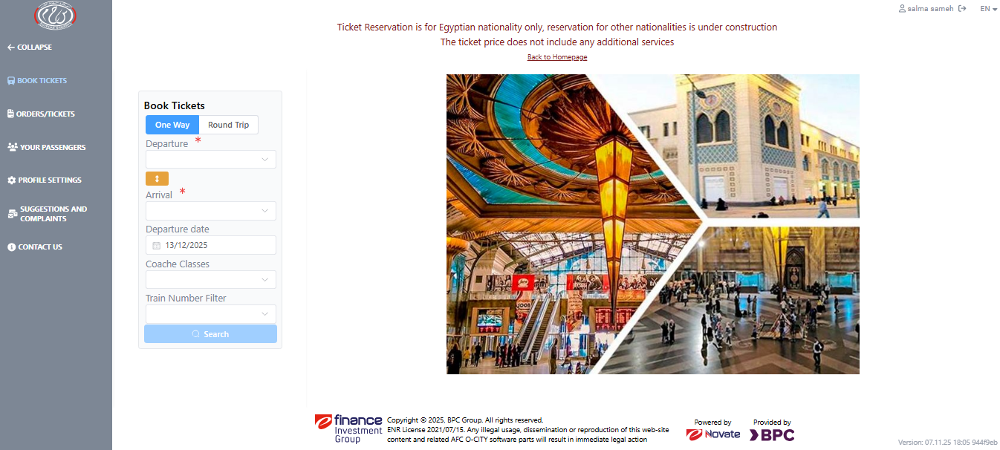 salma sameh
EN
Ticket Reservation is for Egyptian nationality only, reservation for other nationalities is under construction
The ticket price does not include any additional services
Back to Homepage
COLLAPSE
BOOK TICKETS
ORDERS/TICKETS
YOUR PASSENGERS
PROFILE SETTINGS
SUGGESTIONS AND
COMPLAINTS
CONTACT US
Book Tickets
One Way
Round Trip
Departure *
Arrival *
Departure date
13/12/2025
Coache Classes
Train Number Filter
Search
finance
Investment
Group
Copyright © 2025, BPC Group. All rights reserved.
ENR License 2021/07/15. Any illegal usage, dissemination or reproduction of this web-site
content and related AFC O-CITY software parts will result in immediate legal action
Powered by
Novate
Provided by
BPC
Version: 07.11.25 18:05 944f9eb